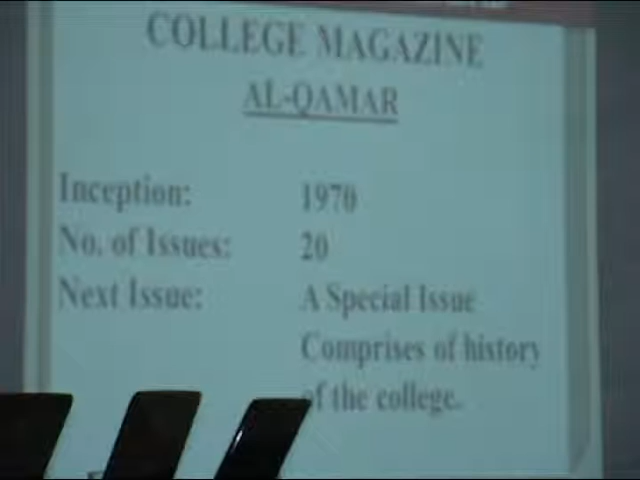 COLLEGE MAGAZINE
AL-QAMAR
Inception: 1970
No. of Issues: 20
Next Issue: A Special Issue
Comprises of history
of the college.